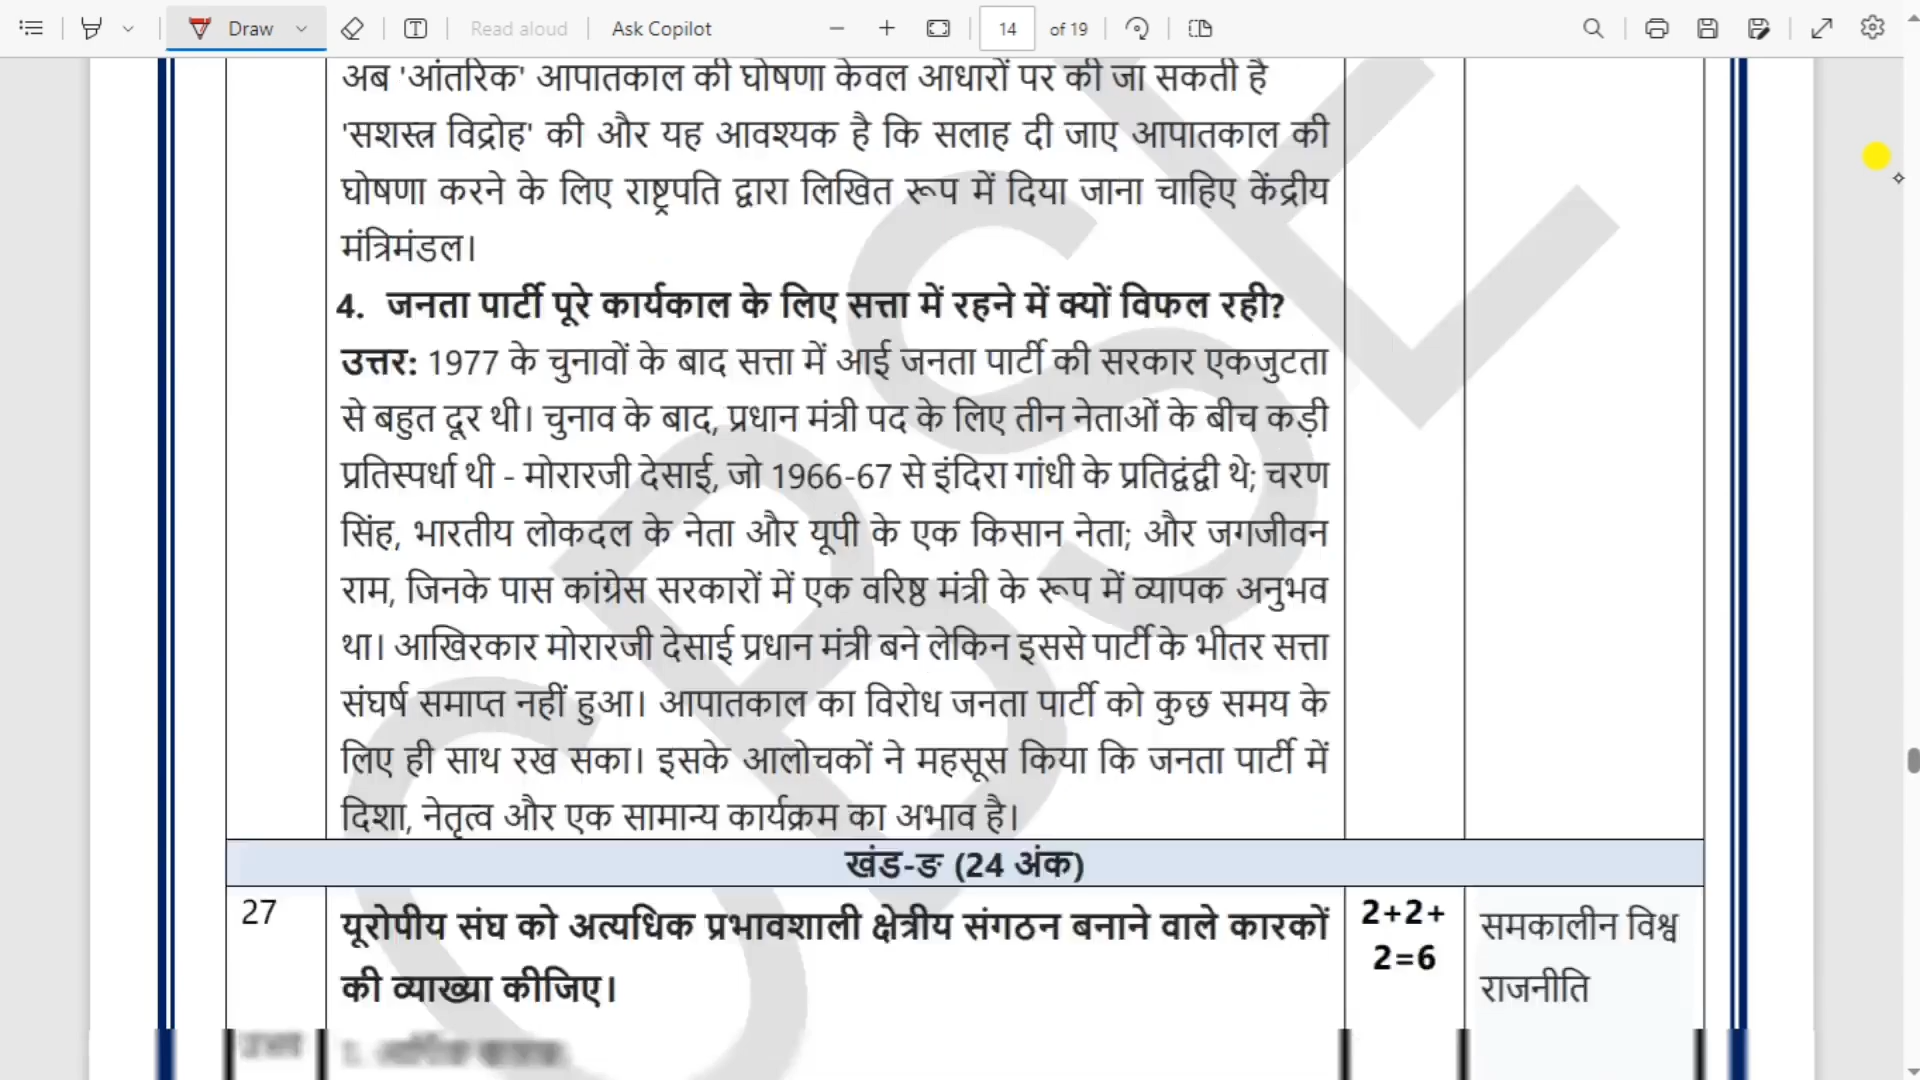 Draw
Read aloud
Ask Copilot
14 of 19
अब 'आंतरिक' आपातकाल की घोषणा केवल आधारों पर की जा सकती है
'सशस्त्र विद्रोह' की और यह आवश्यक है कि सलाह दी जाए आपातकाल की
घोषणा करने के लिए राष्ट्रपति द्वारा लिखित रूप में दिया जाना चाहिए केंद्रीय
मंत्रिमंडल।
4. जनता पार्टी पूरे कार्यकाल के लिए सत्ता में रहने में क्यों विफल रही?
उत्तर: 1977 के चुनावों के बाद सत्ता में आई जनता पार्टी की सरकार एकजुटता
से बहुत दूर थी। चुनाव के बाद, प्रधान मंत्री पद के लिए तीन नेताओं के बीच कड़ी
प्रतिस्पर्धा थी - मोरारजी देसाई, जो 1966-67 से इंदिरा गांधी के प्रतिद्वंद्वी थे; चरण
सिंह, भारतीय लोकदल के नेता और यूपी के एक किसान नेता; और जगजीवन
राम, जिनके पास कांग्रेस सरकारों में एक वरिष्ठ मंत्री के रूप में व्यापक अनुभव
था। आखिरकार मोरारजी देसाई प्रधान मंत्री बने लेकिन इससे पार्टी के भीतर सत्ता
संघर्ष समाप्त नहीं हुआ। आपातकाल का विरोध जनता पार्टी को कुछ समय के
लिए ही साथ रख सका। इसके आलोचकों ने महसूस किया कि जनता पार्टी में
दिशा, नेतृत्व और एक सामान्य कार्यक्रम का अभाव है।
खंड-ङ (24 अंक)
27 यूरोपीय संघ को अत्यधिक प्रभावशाली क्षेत्रीय संगठन बनाने वाले कारकों 2+2+ समकालीन विश्व
की व्याख्या कीजिए। 2=6 राजनीति
CBSE